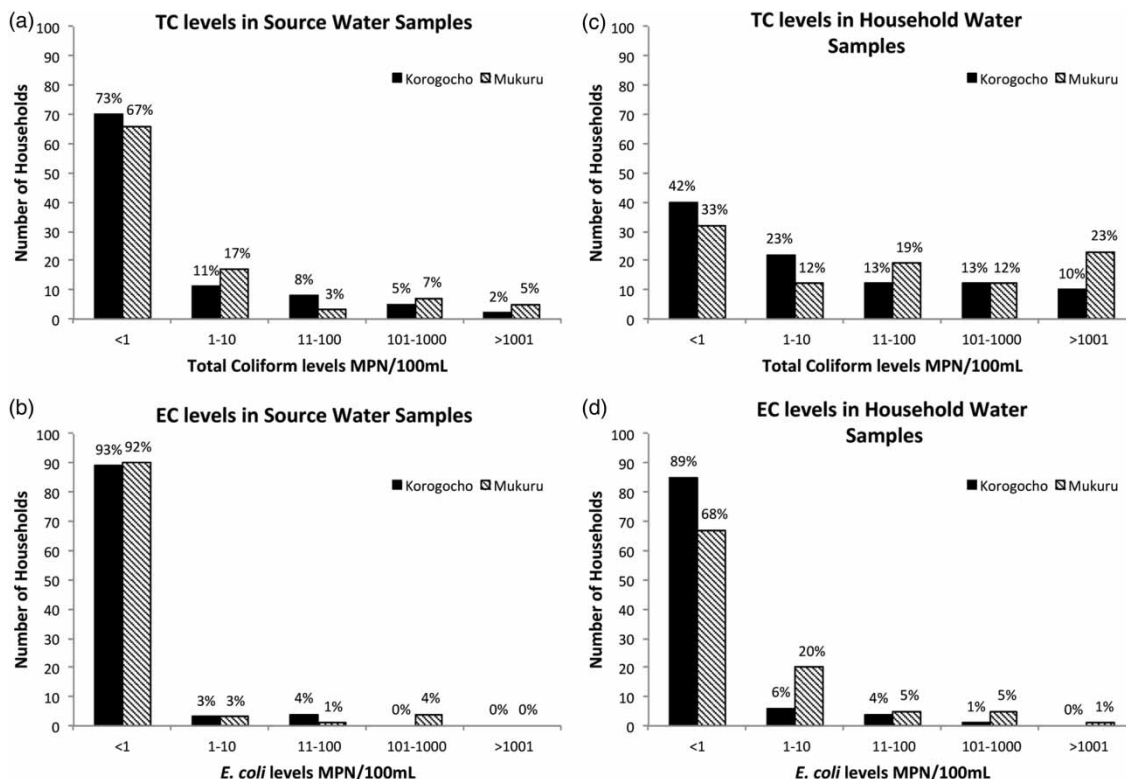 (a)
TC levels in Source Water Samples
Number of Households
100
90
80
70
60
50
40
30
20
10
0
Korogocho Mukuru
73% 67%
11% 17%
8% 3%
5% 7%
2% 5%
<1 1-10 11-100 101-1000 >1001
Total Coliform levels MPN/100mL
(b)
EC levels in Source Water Samples
Number of Households
100
90
80
70
60
50
40
30
20
10
0
Korogocho Mukuru
93% 92%
3% 3%
4% 1%
0% 4%
0% 0%
<1 1-10 11-100 101-1000 >1001
E. coli levels MPN/100mL
(c)
TC levels in Household Water
Samples
Number of Households
100
90
80
70
60
50
40
30
20
10
0
Korogocho Mukuru
42% 33%
23% 12%
13% 19%
13% 12%
10% 23%
<1 1-10 11-100 101-1000 >1001
Total Coliform levels MPN/100mL
(d)
EC levels in Household Water
Samples
Number of Households
100
90
80
70
60
50
40
30
20
10
0
Korogocho Mukuru
89% 68%
6% 20%
4% 5%
1% 5%
0% 1%
<1 1-10 11-100 101-1000 >1001
E. coli levels MPN/100mL